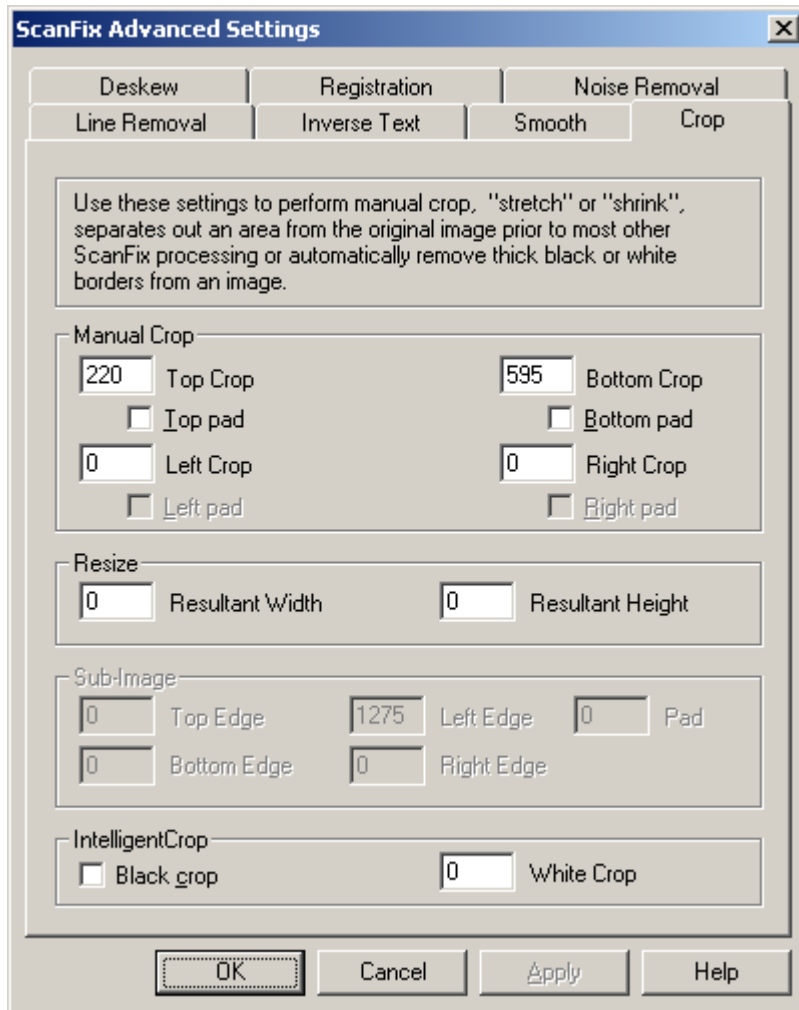 ScanFix Advanced Settings
Deskew Registration Noise Removal
Line Removal Inverse Text Smooth Crop
Use these settings to perform manual crop, "stretch" or "shrink",
separates out an area from the original image prior to most other
ScanFix processing or automatically remove thick black or white
borders from an image.
Manual Crop
220 Top Crop 595 Bottom Crop
Top pad Bottom pad
0 Left Crop 0 Right Crop
Left pad Right pad
Resize
0 Resultant Width 0 Resultant Height
Sub-Image
0 Top Edge 1275 Left Edge 0 Pad
0 Bottom Edge 0 Right Edge
IntelligentCrop
Black crop 0 White Crop
OK Cancel Apply Help